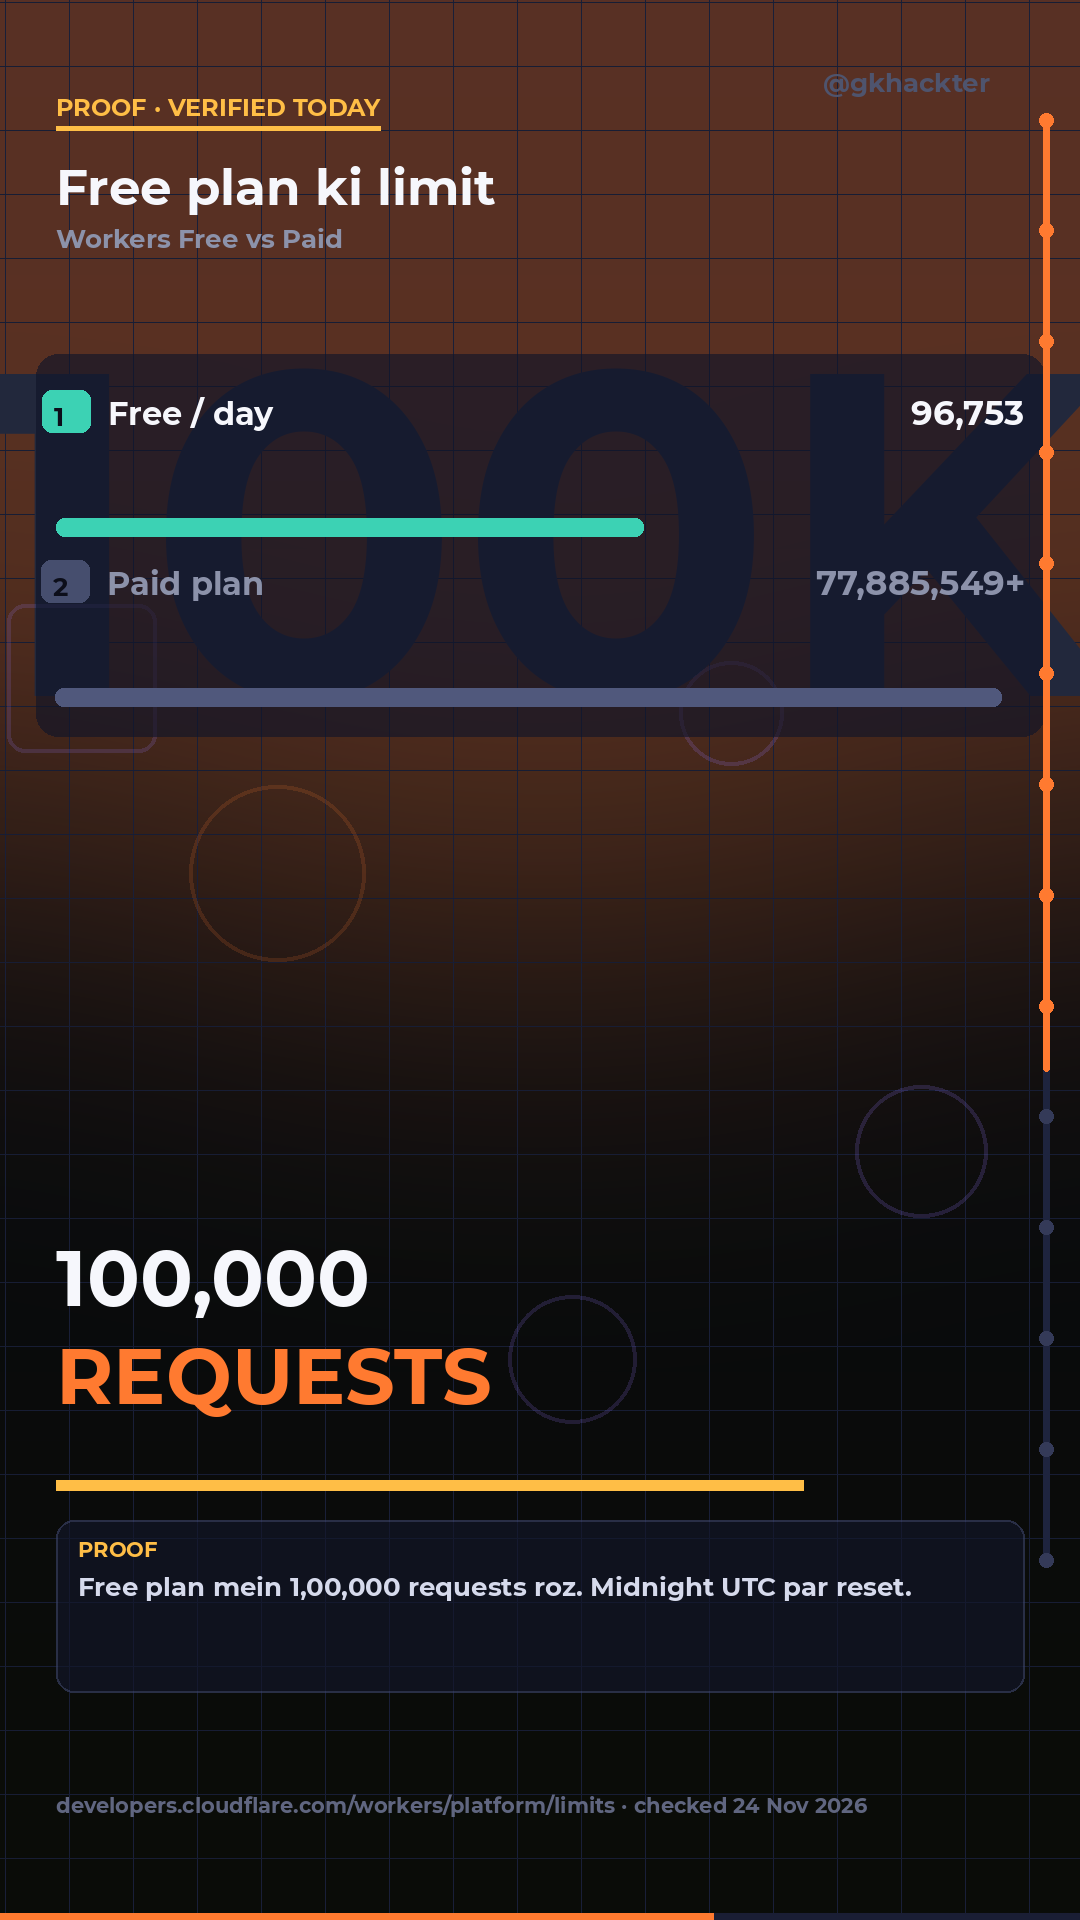 @gkhackter
PROOF · VERIFIED TODAY
Free plan ki limit
Workers Free vs Paid
100K
1 Free / day 96,753
2 Paid plan 77,885,549+
100,000
REQUESTS
PROOF
Free plan mein 1,00,000 requests roz. Midnight UTC par reset.
developers.cloudflare.com/workers/platform/limits · checked 24 Nov 2026